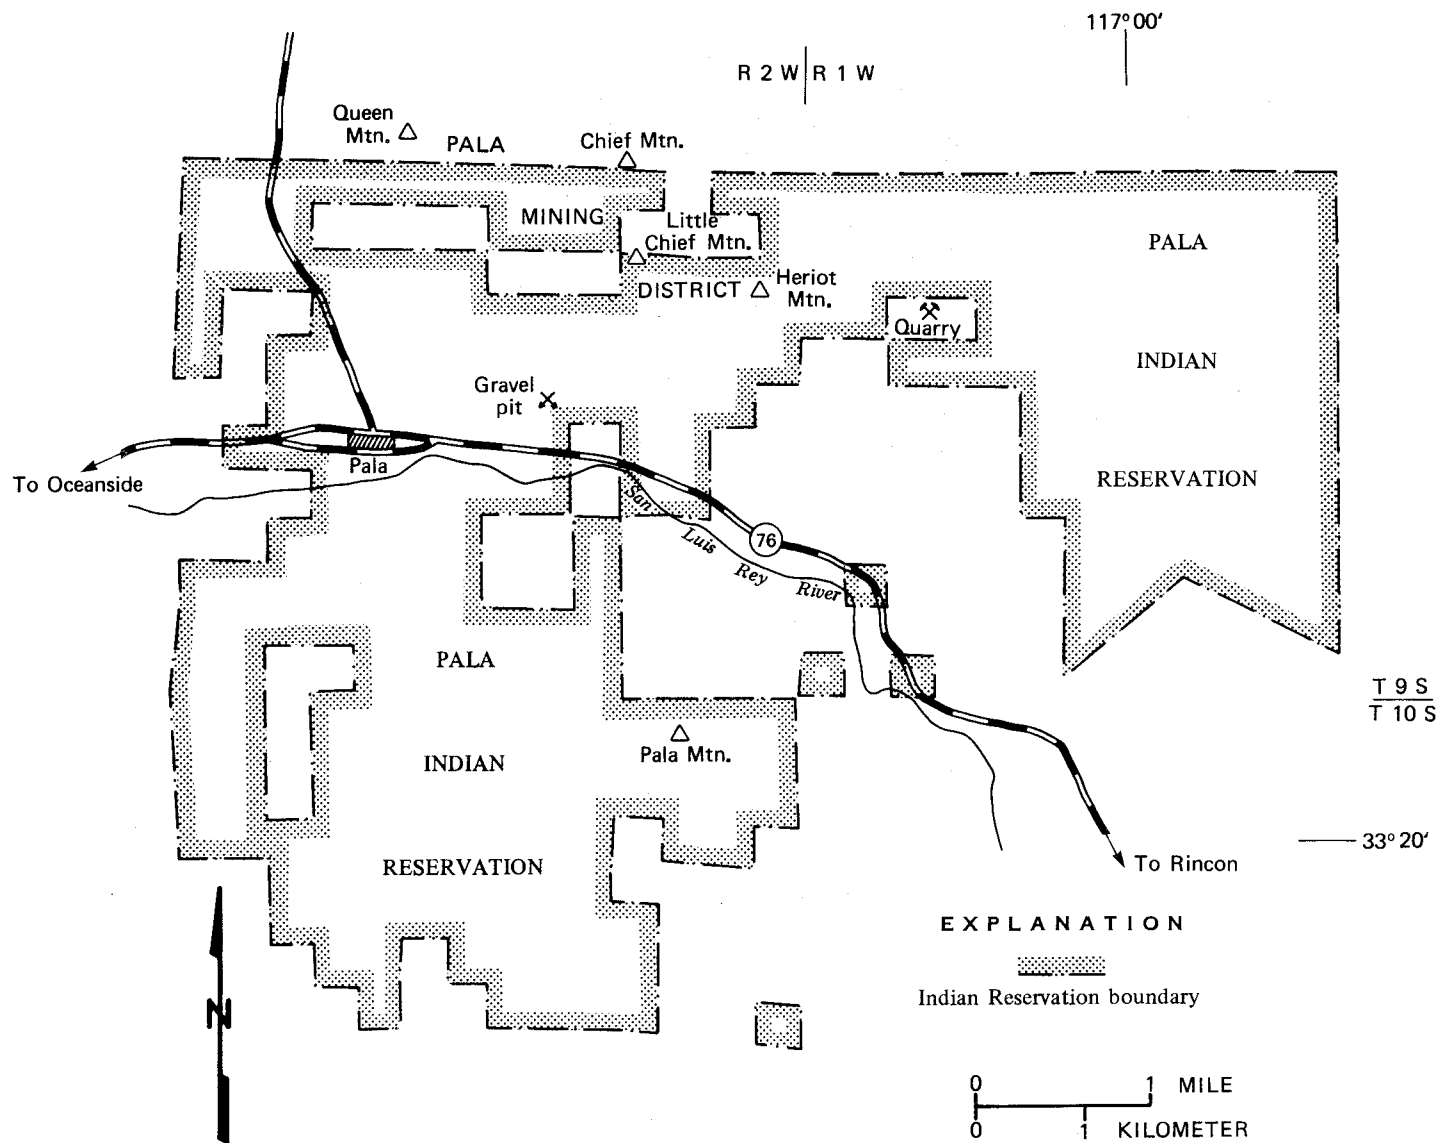 117°00′
R 2 W R 1 W
Queen
Mtn.
PALA
Chief Mtn.
MINING
Little
Chief Mtn.
DISTRICT
Heriot
Mtn.
PALA
Quarry
INDIAN
Gravel
pit
Pala
To Oceanside
RESERVATION
San
Luis
Rey
River
76
PALA
T 9 S
T 10 S
INDIAN
Pala Mtn.
RESERVATION
33°20′
To Rincon
EXPLANATION
Indian Reservation boundary
N
0 1 MILE
0 1 KILOMETER